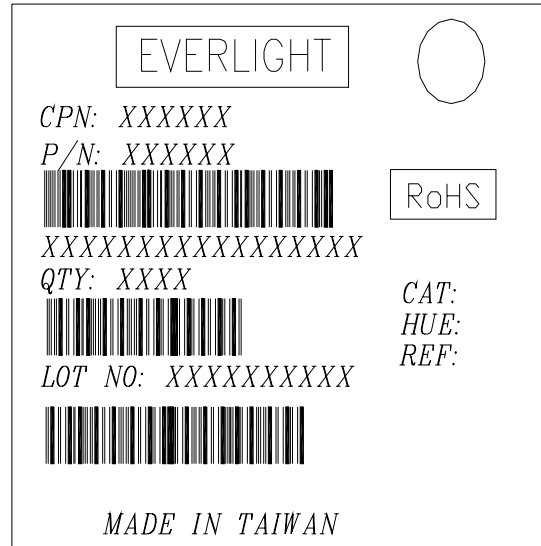 EVERLIGHT
CPN: XXXXXX
P/N: XXXXXX
RoHS
XXXXXXXXXXXXXXXXX
QTY: XXXX
CAT:
HUE:
REF:
LOT NO: XXXXXXXXXX
MADE IN TAIWAN